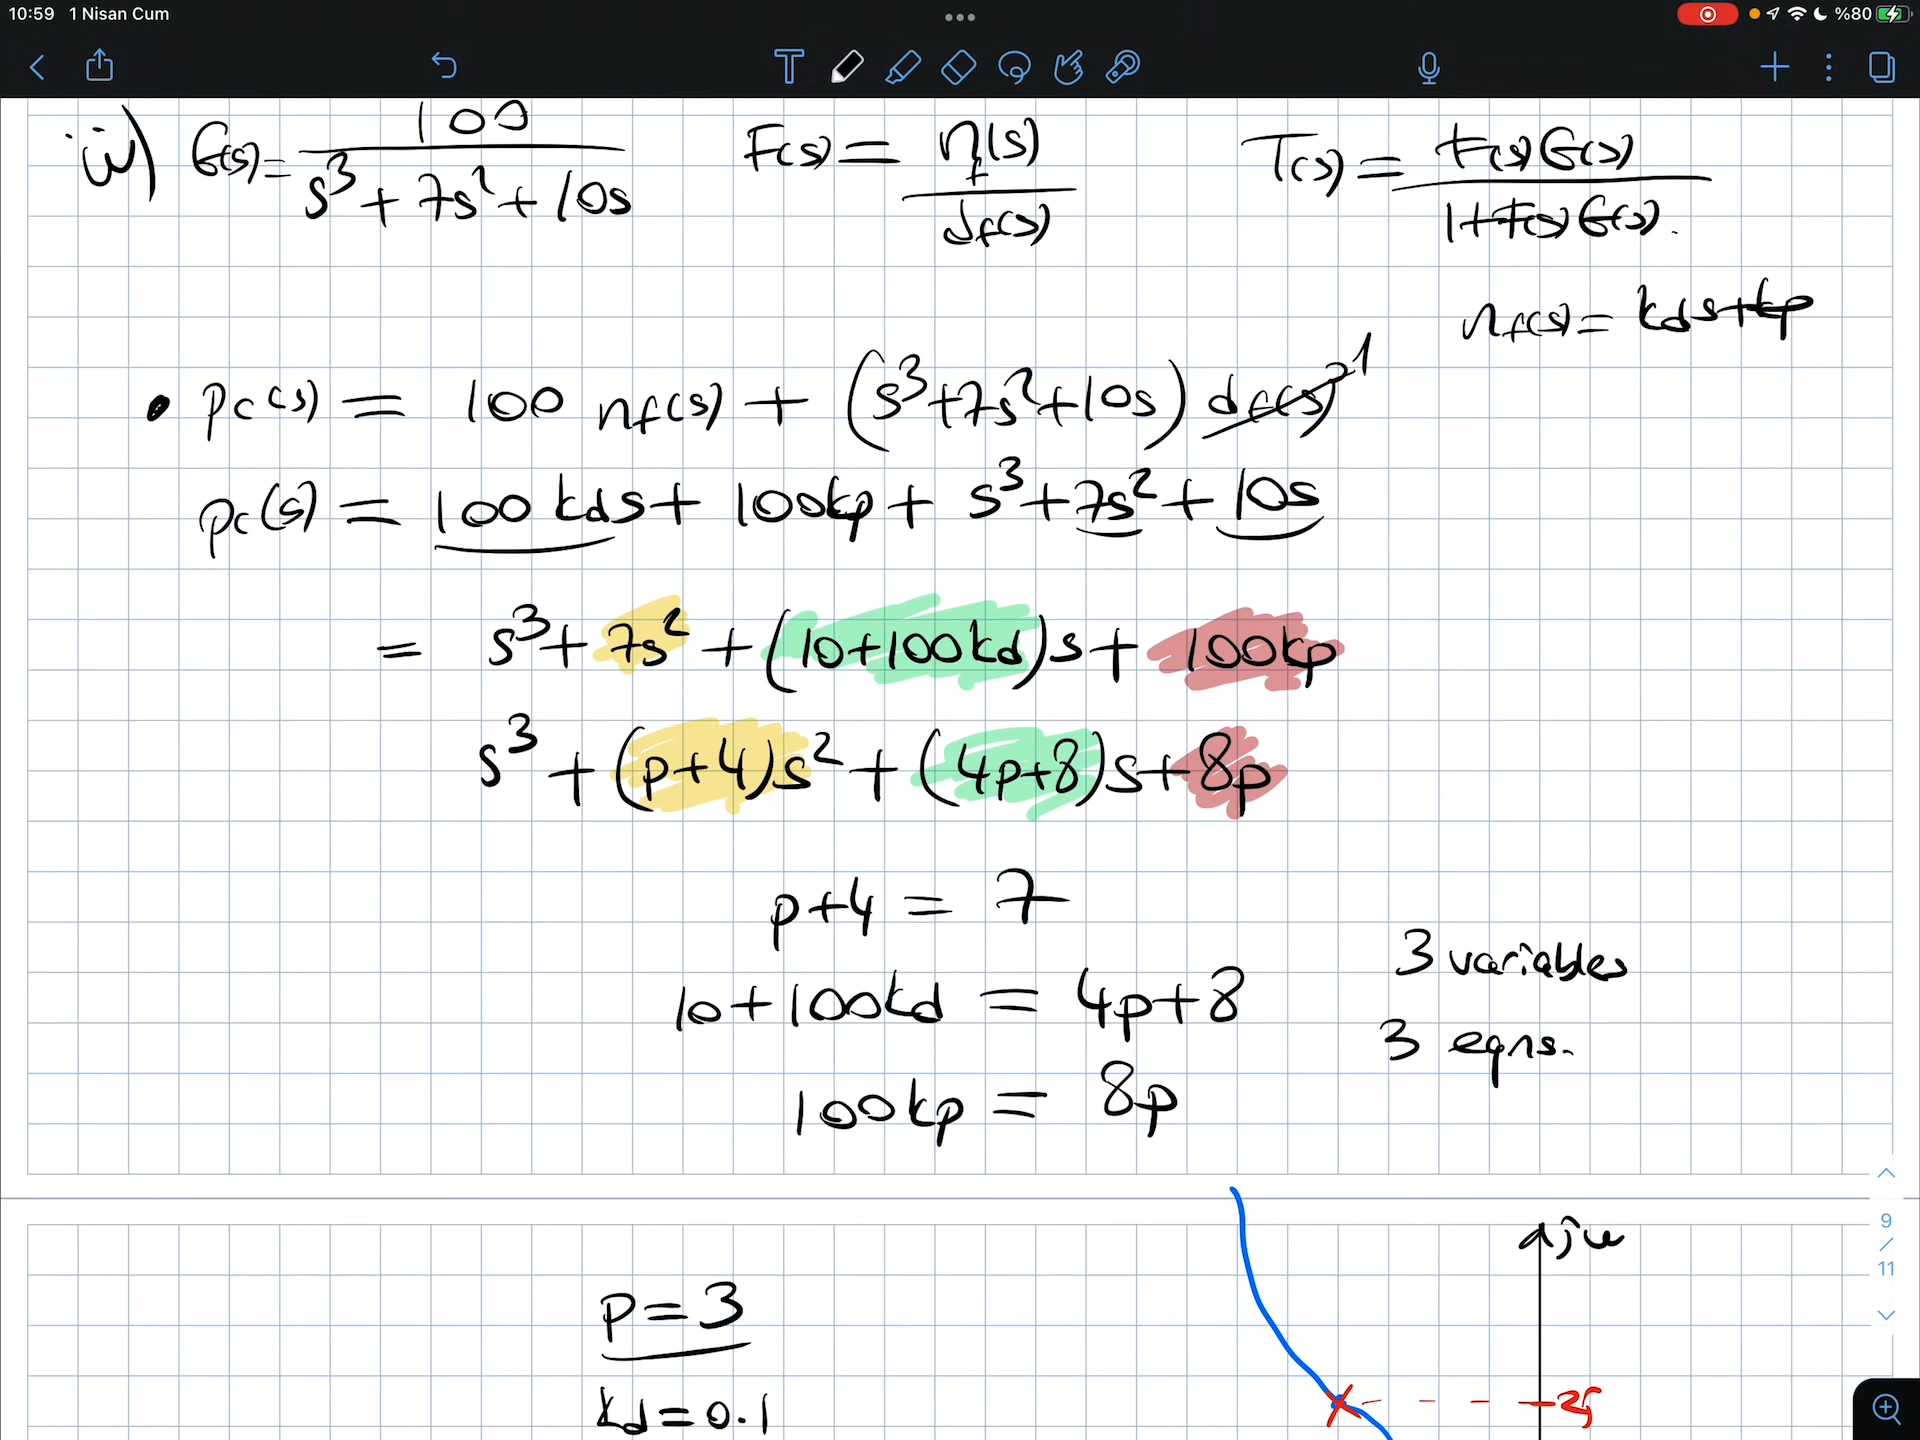 10:59 1 Nisan Cum
%80
ii) G(s) = 100 / s³ + 7s² + 10s F(s) = nf(s) / df(s) T(s) = F(s)G(s) / 1+F(s)G(s).
nf(s) = kds+kp
• pc(s) = 100 nf(s) + (s³+7s²+10s) df(s) 1
pc(s) = 100 kds + 100kp + s³ + 7s² + 10s
= s³ + 7s² + (10+100kd)s + 100kp
s³ + (p+4)s² + (4p+8)s + 8p
p+4 = 7
10+100kd = 4p+8
100kp = 8p
3 variables
3 eqns.
9
/
11
p=3
kd=0.1
jw
2j